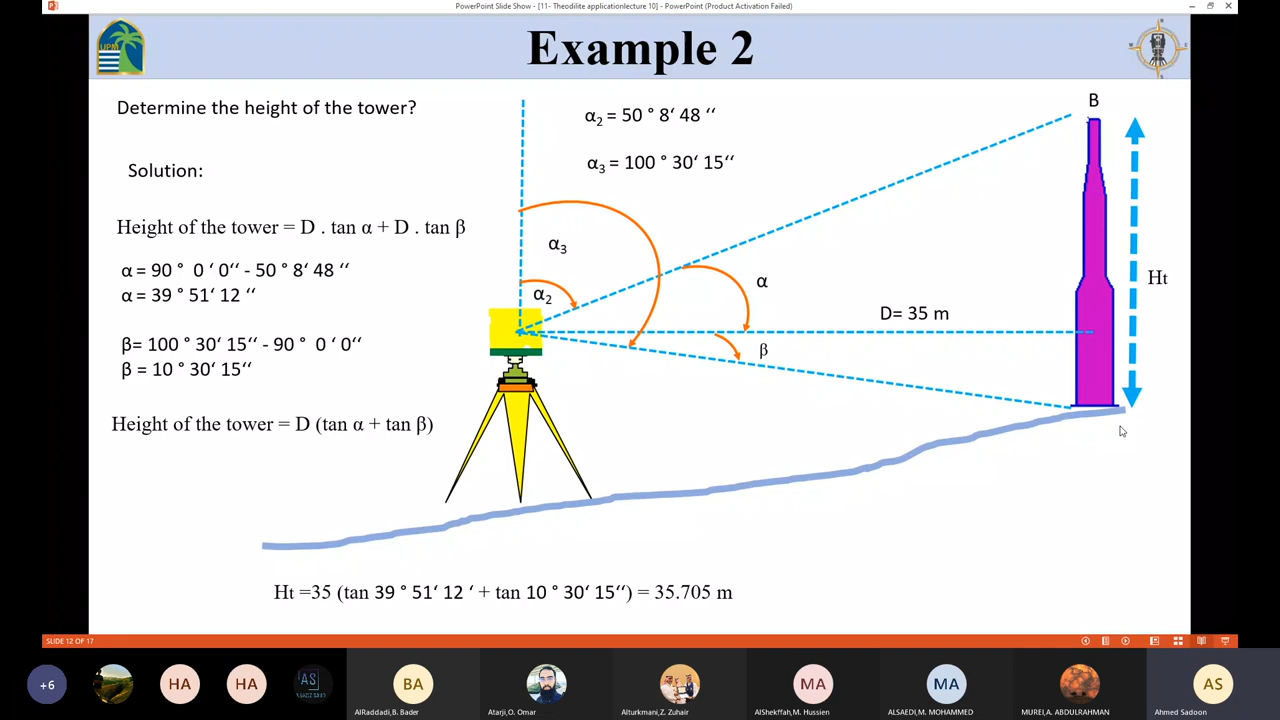 PowerPoint Slide Show - [11- Theodilite applicationlecture 10] - PowerPoint (Product Activation Failed)
UPM
Example 2
Determine the height of the tower?
α2 = 50 ° 8‘ 48 “
α3 = 100 ° 30‘ 15“
B
Solution:
Height of the tower = D . tan α + D . tan β
α = 90 °  0 ‘ 0“ - 50 ° 8‘ 48 “
α = 39 ° 51‘ 12 “
β= 100 ° 30‘ 15“ - 90 °  0 ‘ 0“
β = 10 ° 30‘ 15“
Height of the tower = D (tan α + tan β)
α3
α2
α
β
D= 35 m
Ht
Ht =35 (tan 39 ° 51‘ 12 ‘ + tan 10 ° 30‘ 15“) = 35.705 m
SLIDE 12 OF 17
+6
HA
HA
AS
BA
MA
MA
AS
AlRaddadi,B. Bader
Atarji,O. Omar
Alturkmani,Z. Zuhair
AlShekffah,M. Hussien
ALSAEDI,M. MOHAMMED
MUREI,A. ABDULRAHMAN
Ahmed Sadoon